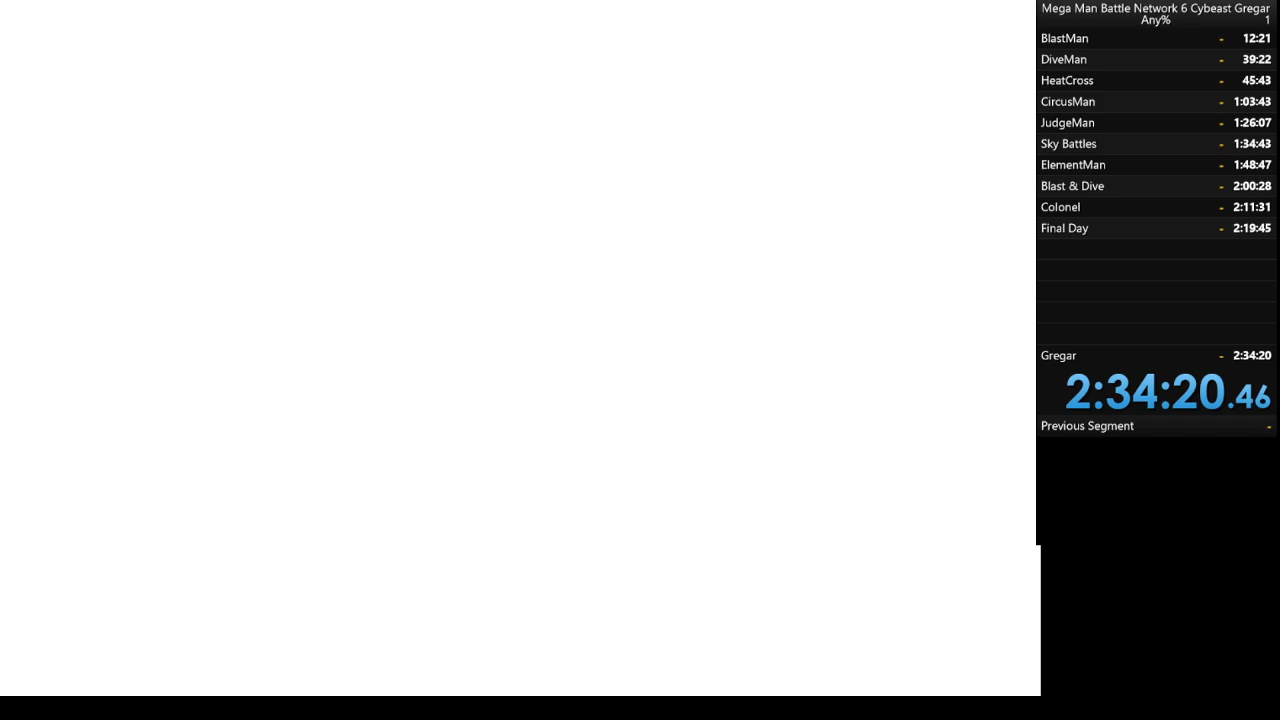 Mega Man Battle Network 6 Cybeast Gregar
Any% 1
BlastMan - 12:21
DiveMan - 39:22
HeatCross - 45:43
CircusMan - 1:03:43
JudgeMan - 1:26:07
Sky Battles - 1:34:43
ElementMan - 1:48:47
Blast & Dive - 2:00:28
Colonel - 2:11:31
Final Day - 2:19:45
Gregar - 2:34:20
2:34:20.46
Previous Segment -